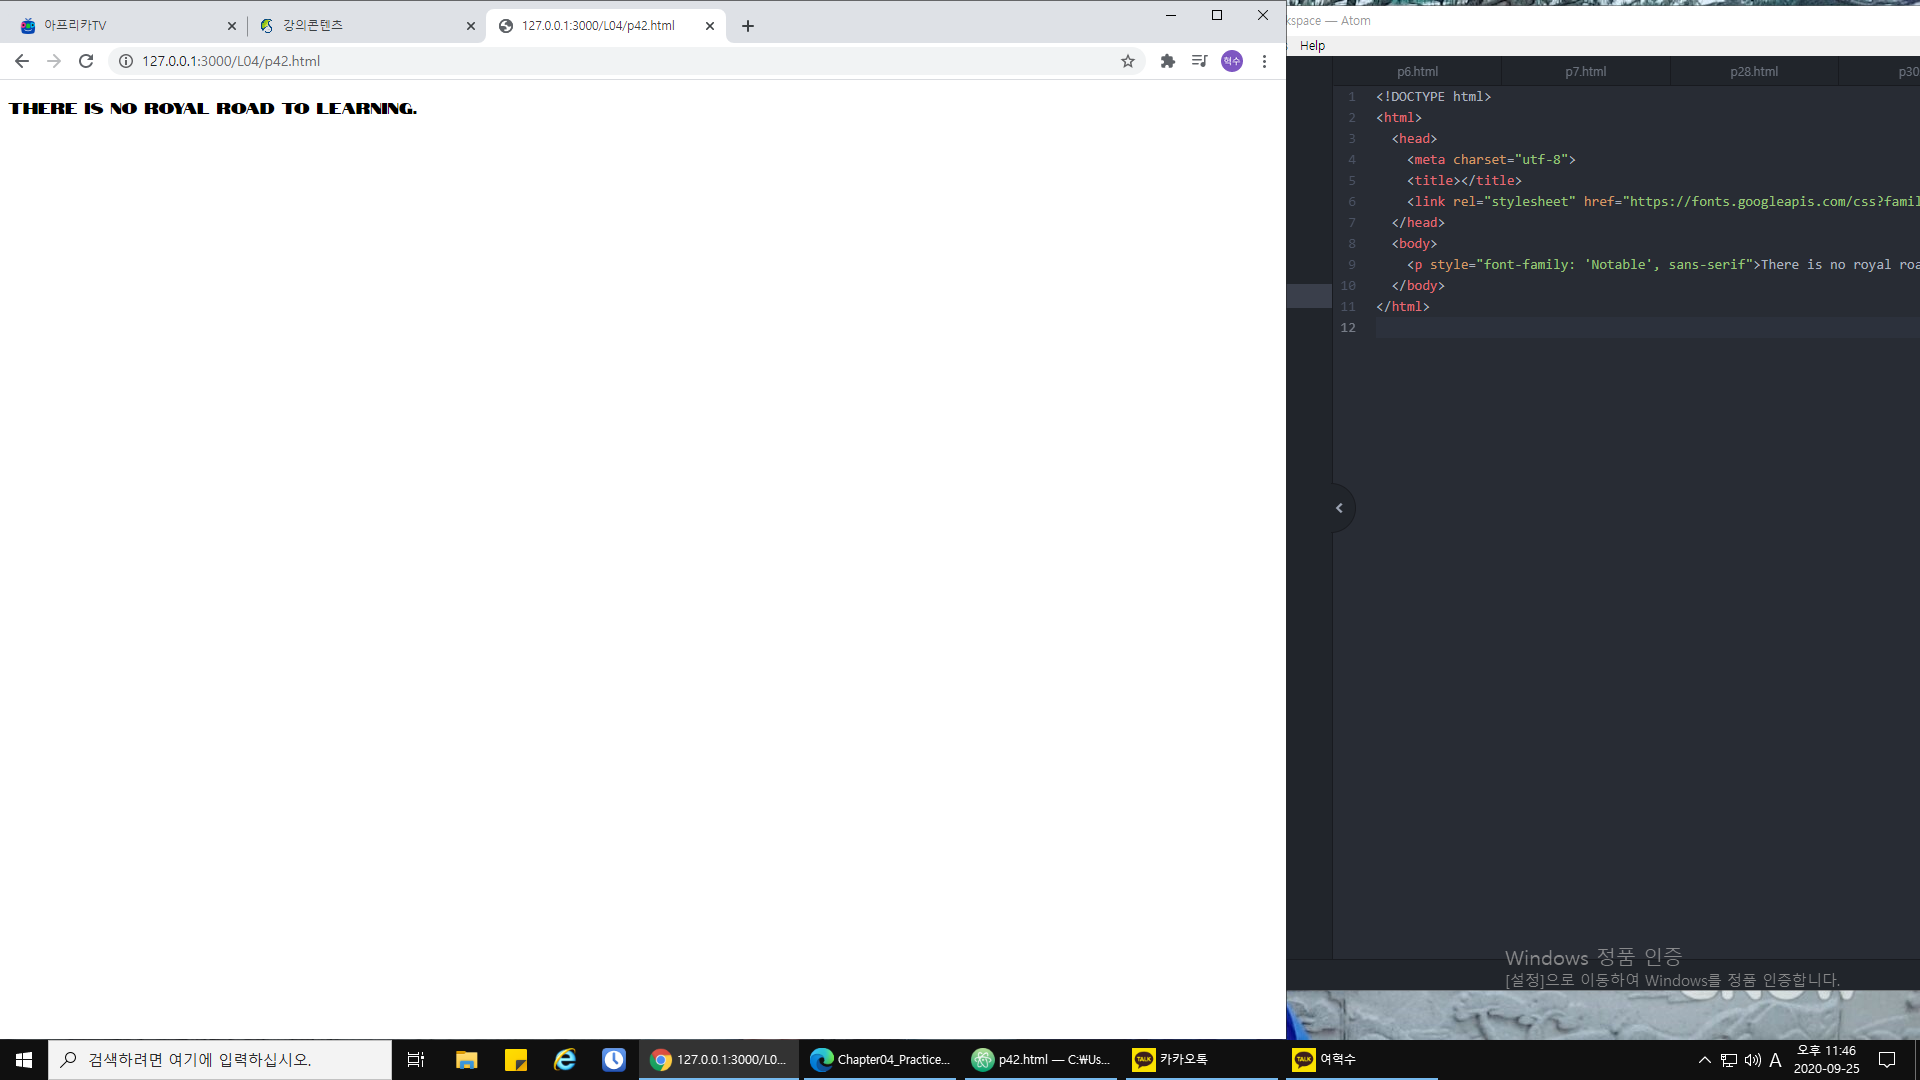 아프리카TV
강의콘텐츠
127.0.0.1:3000/L04/p42.html
127.0.0.1:3000/L04/p42.html
혁수
THERE IS NO ROYAL ROAD TO LEARNING.
kspace — Atom
Help
p6.html
p7.html
p28.html
p30
1 <!DOCTYPE html>
2 <html>
3 <head>
4 <meta charset="utf-8">
5 <title></title>
6 <link rel="stylesheet" href="https://fonts.googleapis.com/css?famil
7 </head>
8 <body>
9 <p style="font-family: 'Notable', sans-serif">There is no royal roa
10 </body>
11 </html>
12
Windows 정품 인증
[설정]으로 이동하여 Windows를 정품 인증합니다.
검색하려면 여기에 입력하십시오.
127.0.0.1:3000/L0...
Chapter04_Practice...
p42.html — C:₩Us...
TALK
카카오톡
TALK
여혁수
A
오후 11:46
2020-09-25